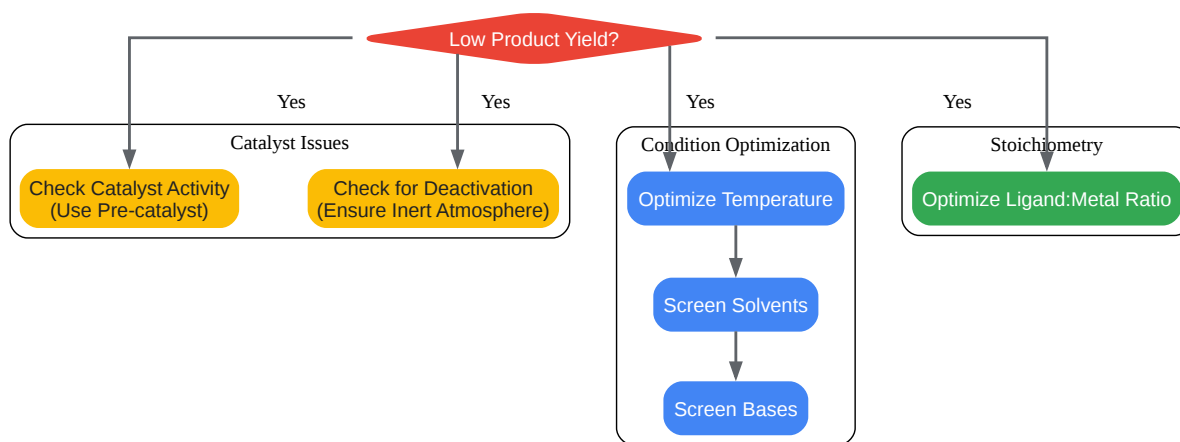 Low Product Yield?
Yes
Yes
Yes
Yes
Catalyst Issues
Condition Optimization
Stoichiometry
Check Catalyst Activity
(Use Pre-catalyst)
Check for Deactivation
(Ensure Inert Atmosphere)
Optimize Temperature
Optimize Ligand:Metal Ratio
Screen Solvents
Screen Bases